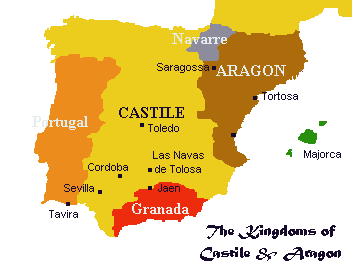 Navarre
Saragossa
ARAGON
Tortosa
CASTILE
Portugal
Toledo
Majorca
Las Navas
de Tolosa
Cordoba
Sevilla
Jaen
Tavira
Granada
The Kingdoms of
Castile & Aragon